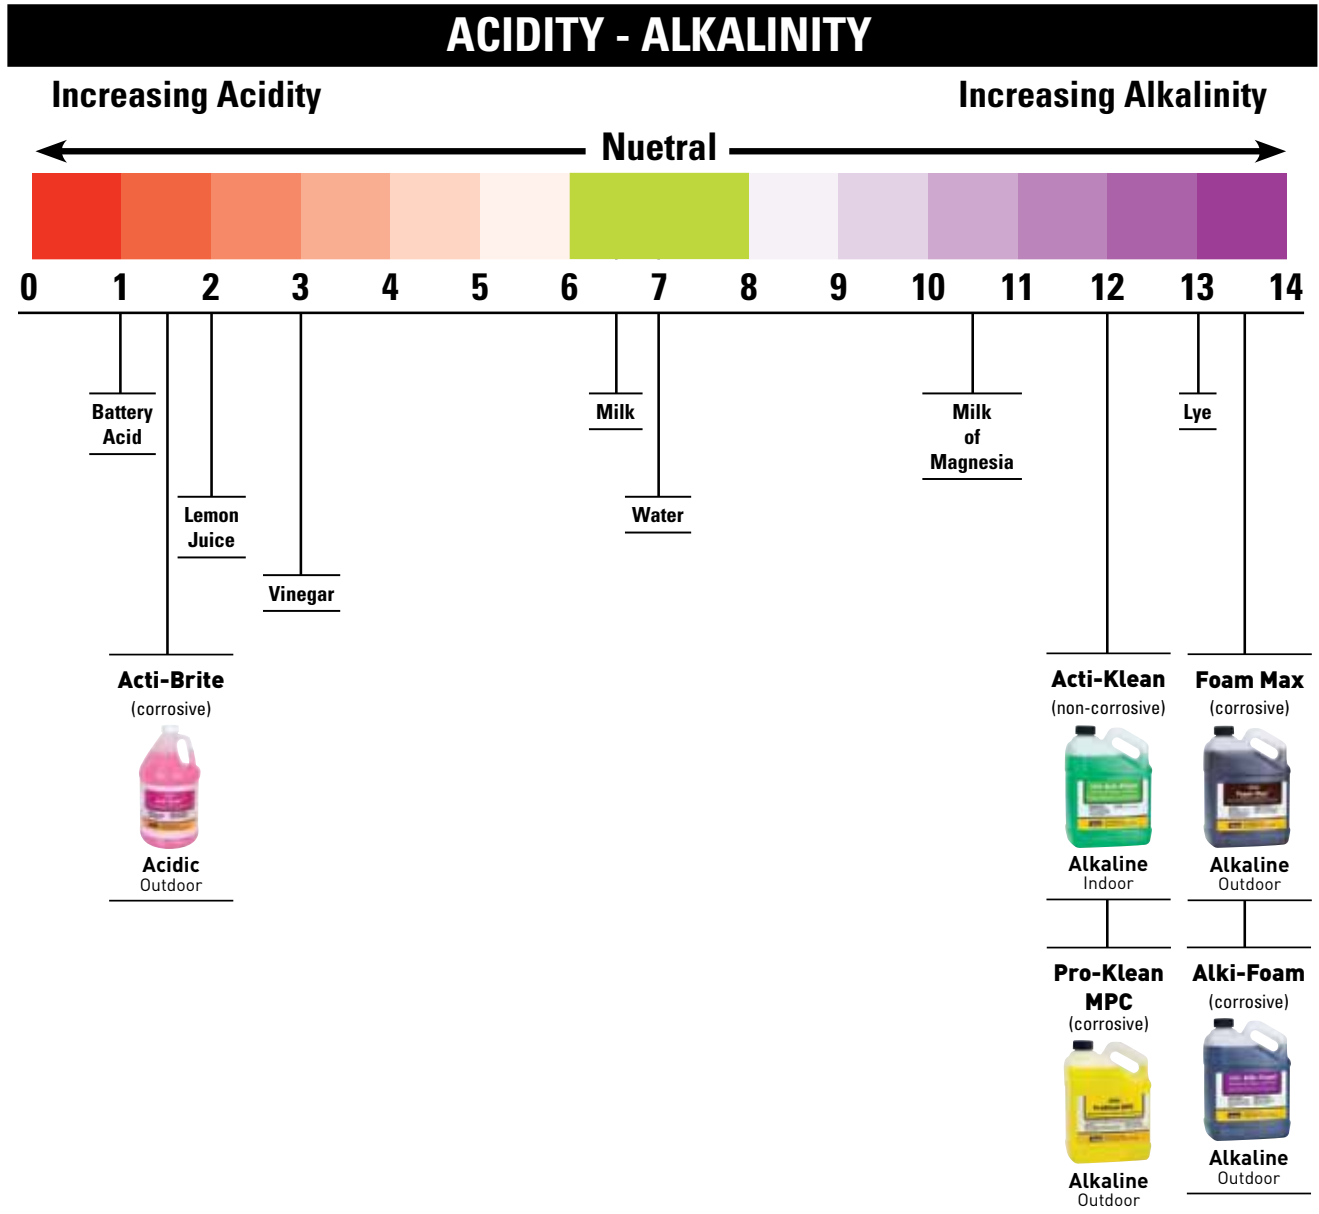 ACIDITY - ALKALINITY
Increasing Acidity
Increasing Alkalinity
Nuetral
0 1 2 3 4 5 6 7 8 9 10 11 12 13 14
Battery
Acid
Milk
Milk
of
Magnesia
Lye
Lemon
Juice
Water
Vinegar
Acti-Brite
(corrosive)
Acidic
Outdoor
Acti-Klean
(non-corrosive)
Alkaline
Indoor
Foam Max
(corrosive)
Foam Max
Alkaline
Outdoor
Pro-Klean
MPC
(corrosive)
Alkaline
Outdoor
Alki-Foam
(corrosive)
Alkaline
Outdoor